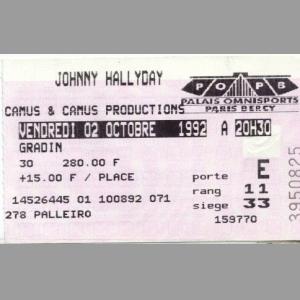 JOHNNY HALLYDAY
POPB
PALAIS OMNISPORTS
PARIS BERCY
CAMUS & CAMUS PRODUCTIONS
VENDREDI 02 OCTOBRE 1992 A 20H30
GRADIN
30 280.00 F
+15.00 F / PLACE
porte E
rang 11
siege 33
14526445 01 100892 071
278 PALLEIRO
159770
3950825